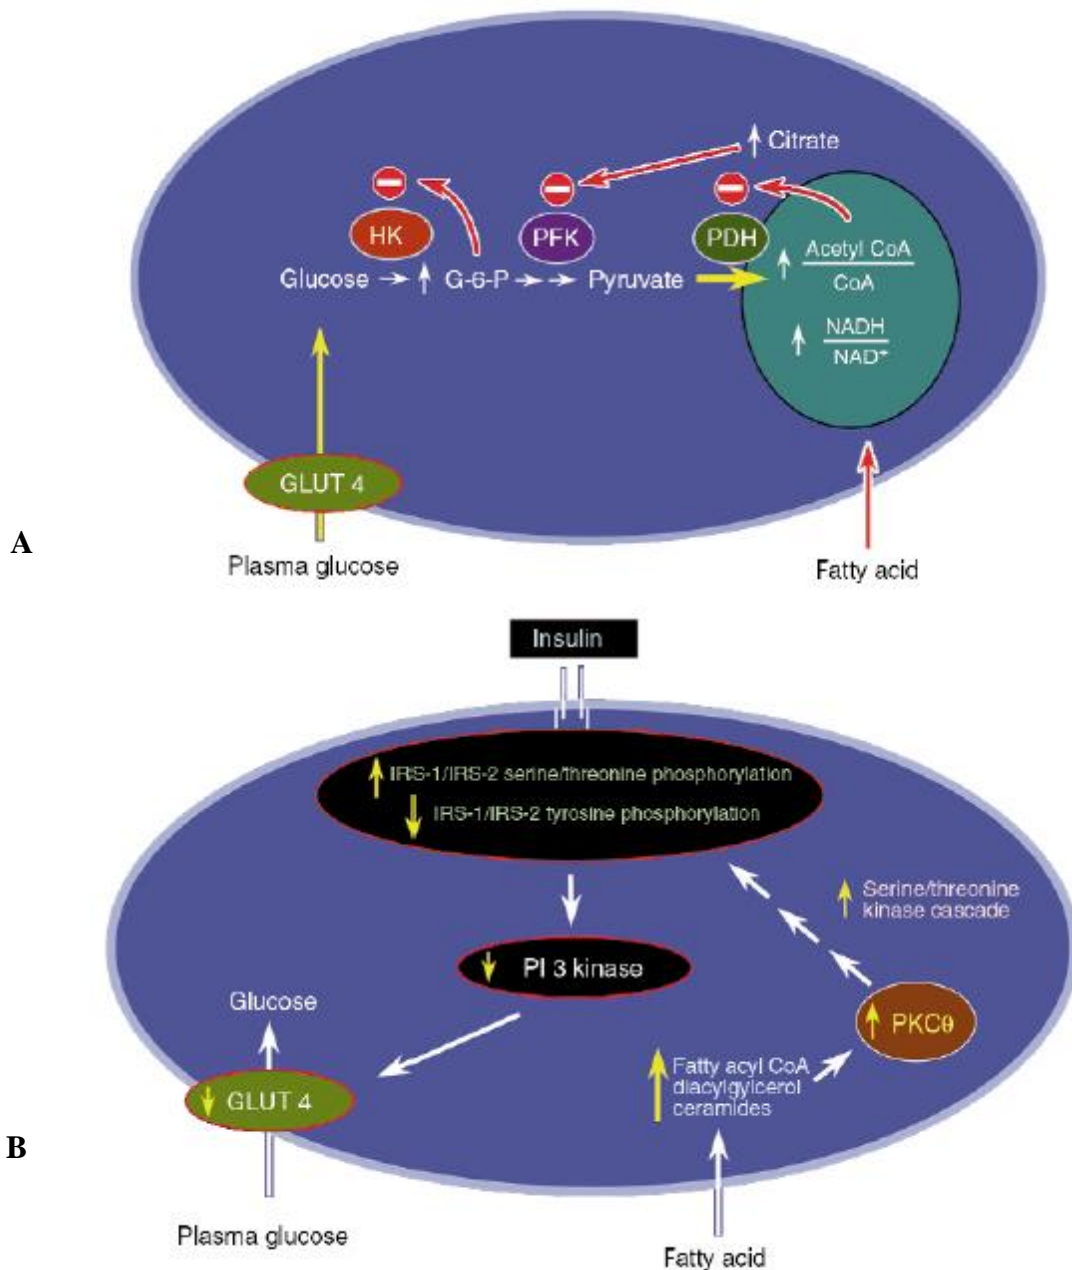 ↑ Citrate
HK
PFK
PDH
Glucose → ↑ G-6-P → → Pyruvate
↑ Acetyl CoA
CoA
↑ NADH
NAD+
GLUT 4
A
Plasma glucose
Fatty acid
Insulin
↑ IRS-1/IRS-2 serine/threonine phosphorylation
↓ IRS-1/IRS-2 tyrosine phosphorylation
↑ Serine/threonine
kinase cascade
↓ PI 3 kinase
Glucose
↑ PKCθ
↑ Fatty acyl CoA
diacylgylcerol
ceramides
↓ GLUT 4
B
Plasma glucose
Fatty acid